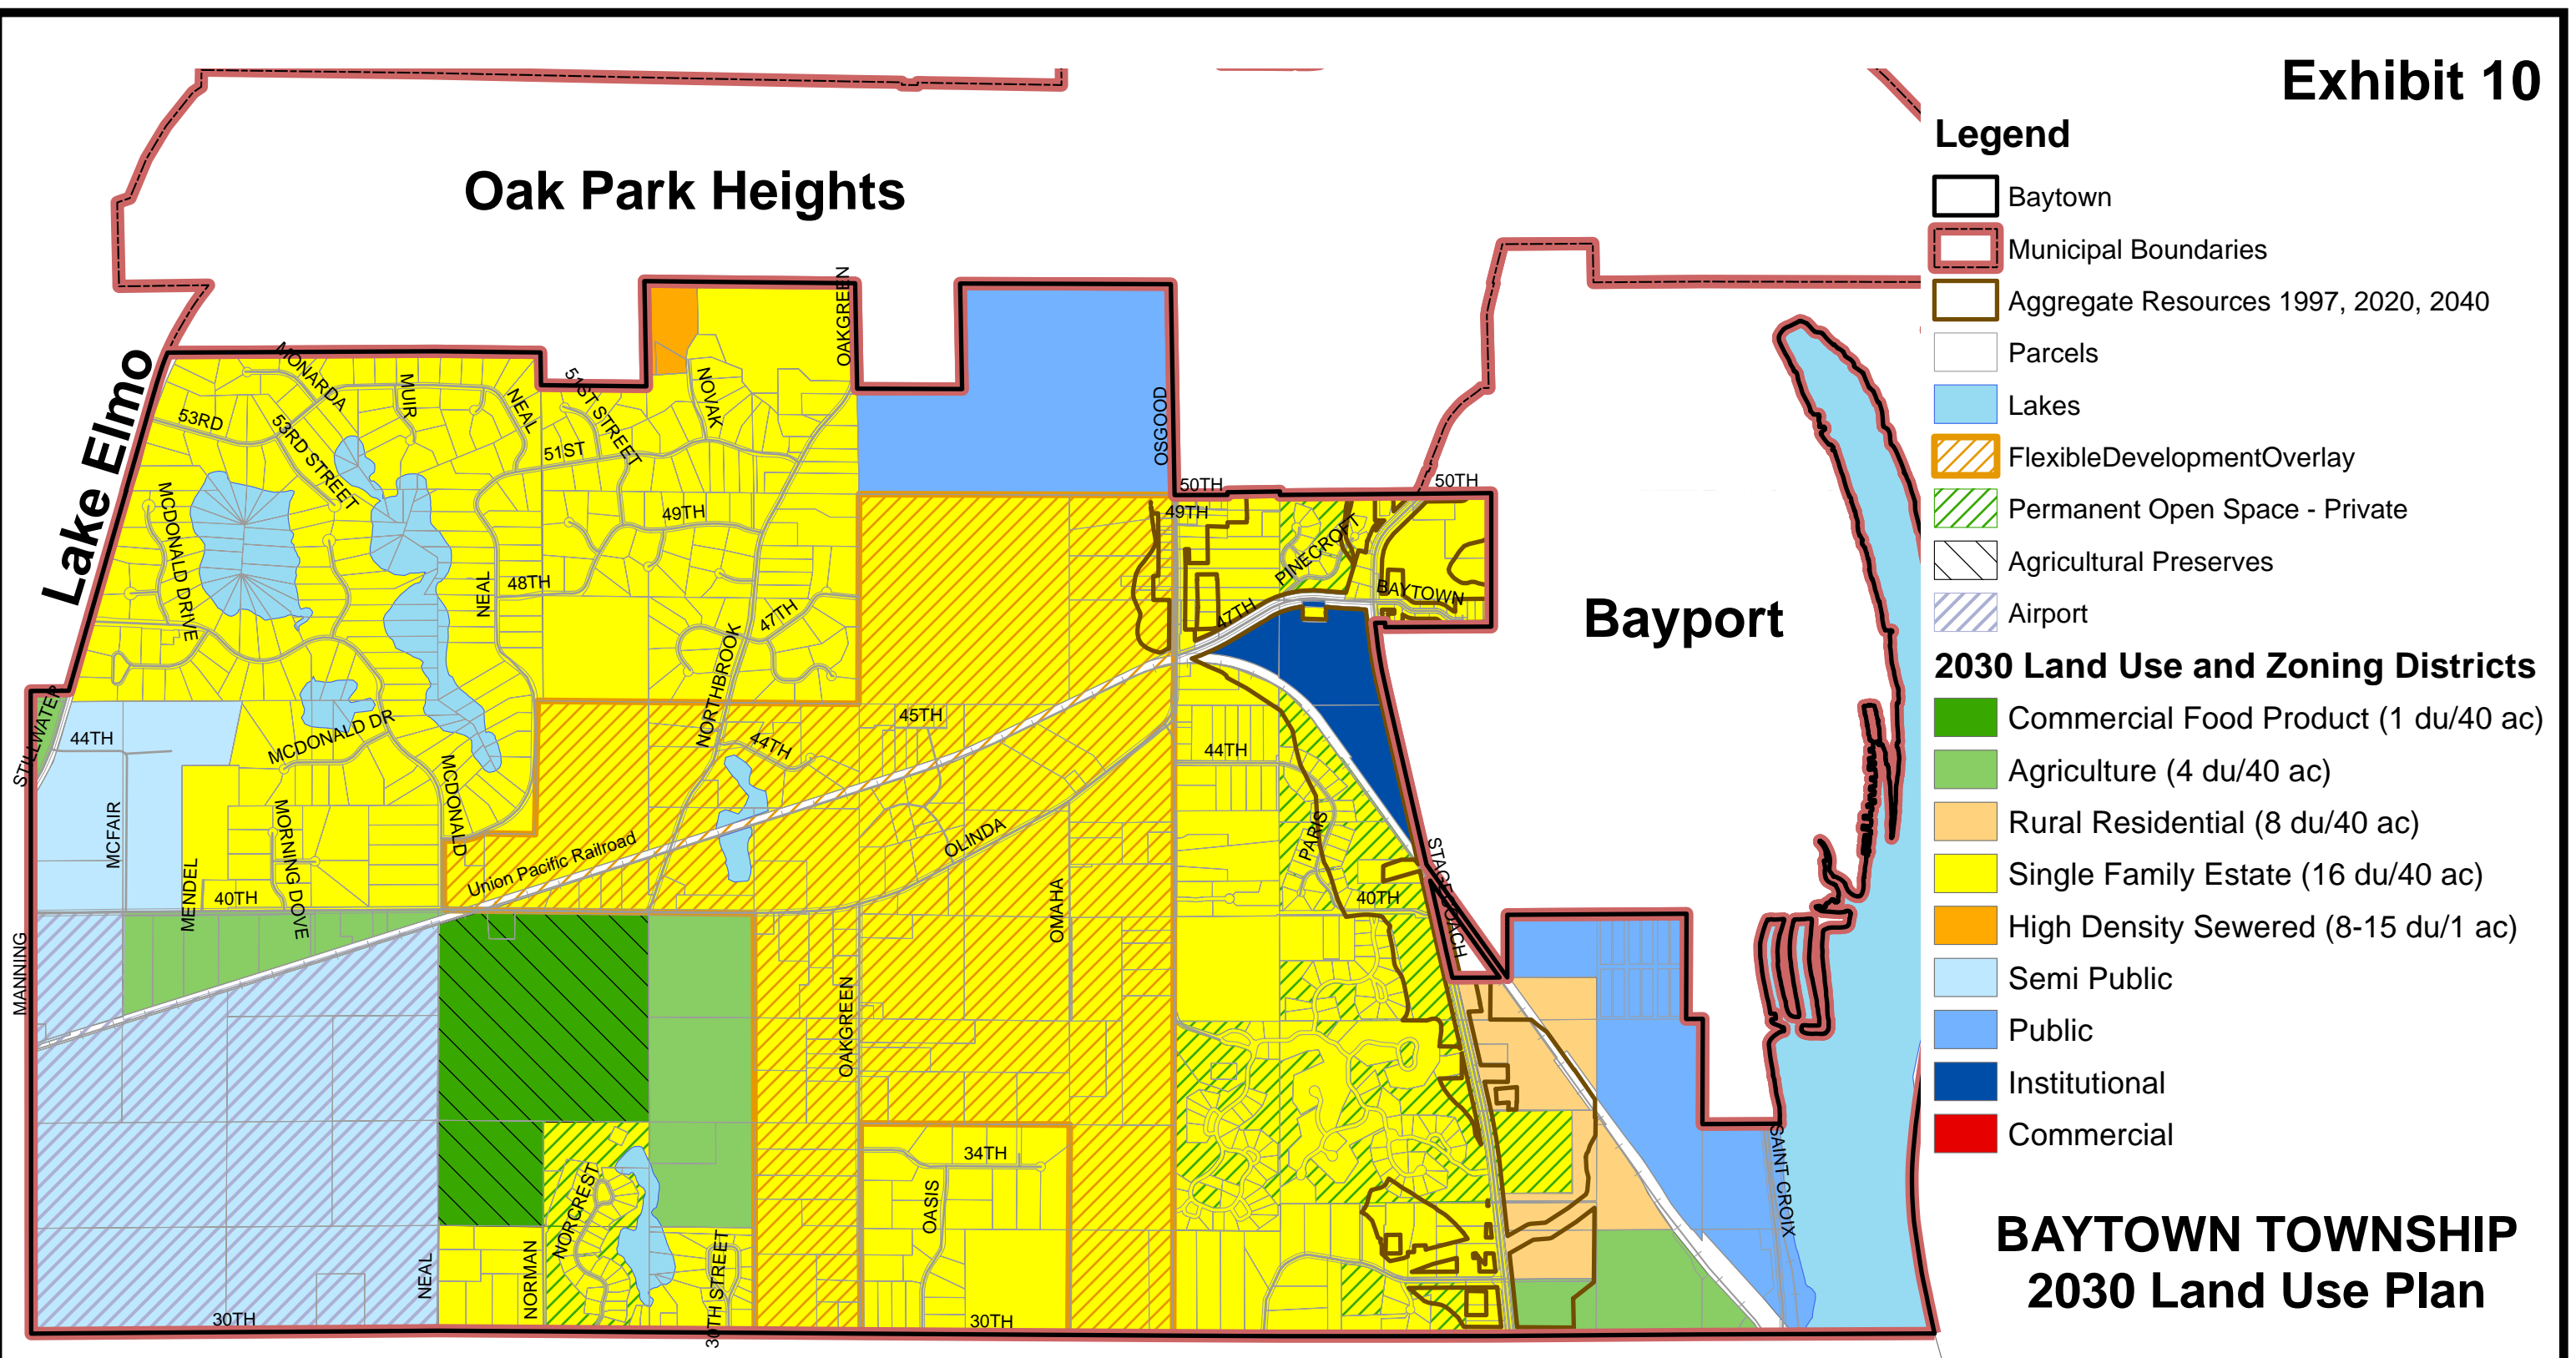 Exhibit 10
Legend
Baytown
Municipal Boundaries
Aggregate Resources 1997, 2020, 2040
Parcels
Lakes
FlexibleDevelopmentOverlay
Permanent Open Space - Private
Agricultural Preserves
Airport
2030 Land Use and Zoning Districts
Commercial Food Product (1 du/40 ac)
Agriculture (4 du/40 ac)
Rural Residential (8 du/40 ac)
Single Family Estate (16 du/40 ac)
High Density Sewered (8-15 du/1 ac)
Semi Public
Public
Institutional
Commercial
BAYTOWN TOWNSHIP
2030 Land Use Plan
Oak Park Heights
Lake Elmo
Bayport
OAKGREEN
MONARDA
MUIR
NEAL
51ST STREET
NOVAK
53RD
53RD STREET
51ST
OSGOOD
50TH
50TH
MCDONALD DRIVE
49TH
49TH
PINECROFT
NEAL
48TH
BAYTOWN
47TH
47TH
NORTHBROOK
STILLWATER
44TH
MCDONALD DR
45TH
44TH
44TH
MCDONALD
MCFAIR
MORNING DOVE
Union Pacific Railroad
OLINDA
PARIS
STAGECOACH
MENDEL
40TH
OMAHA
40TH
MANNING
OAKGREEN
34TH
SAINT CROIX
NORCREST
OASIS
NEAL
NORMAN
30TH STREET
30TH
30TH